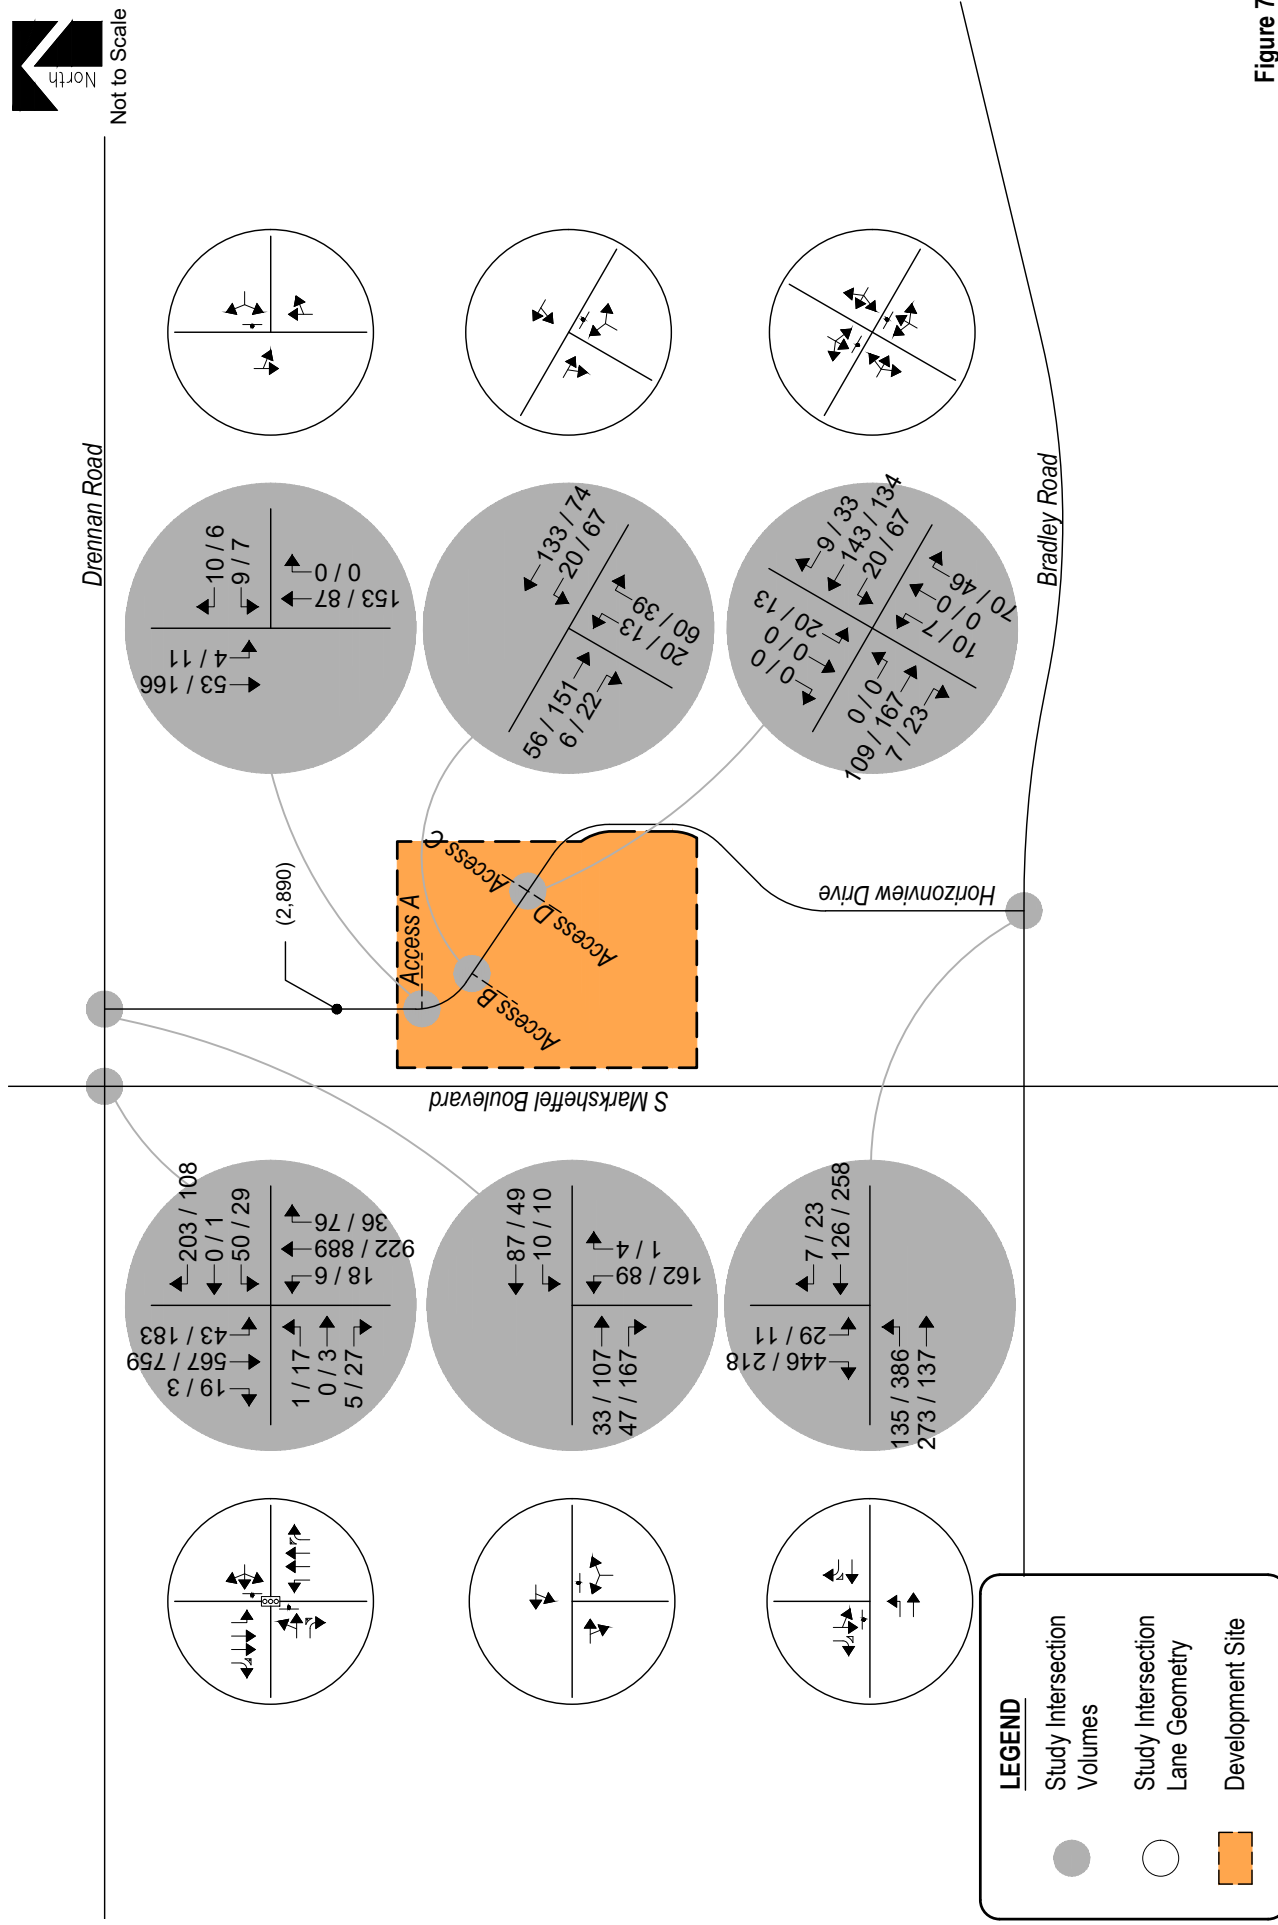 Figure 7
North
Not to Scale
Drennan Road
203 / 108
0 / 1
50 / 29
43 / 183
567 / 759
19 / 3
1 / 17
0 / 3
5 / 27
18 / 6
922 / 889
36 / 76
87 / 49
10 / 10
33 / 107
47 / 167
162 / 89
1 / 4
7 / 23
126 / 258
29 / 11
446 / 218
135 / 386
273 / 137
(2,890)
Access A
Access B
Access C
Access D
S Marksheffel Boulevard
Horizonview Drive
Bradley Road
10 / 6
9 / 7
4 / 11
53 / 166
153 / 87
0 / 0
133 / 74
20 / 67
56 / 151
6 / 22
20 / 13
60 / 39
9 / 33
143 / 134
20 / 67
20 / 13
0 / 0
0 / 0
0 / 0
109 / 167
7 / 23
10 / 7
0 / 0
70 / 46
LEGEND
Study Intersection
Volumes
Study Intersection
Lane Geometry
Development Site